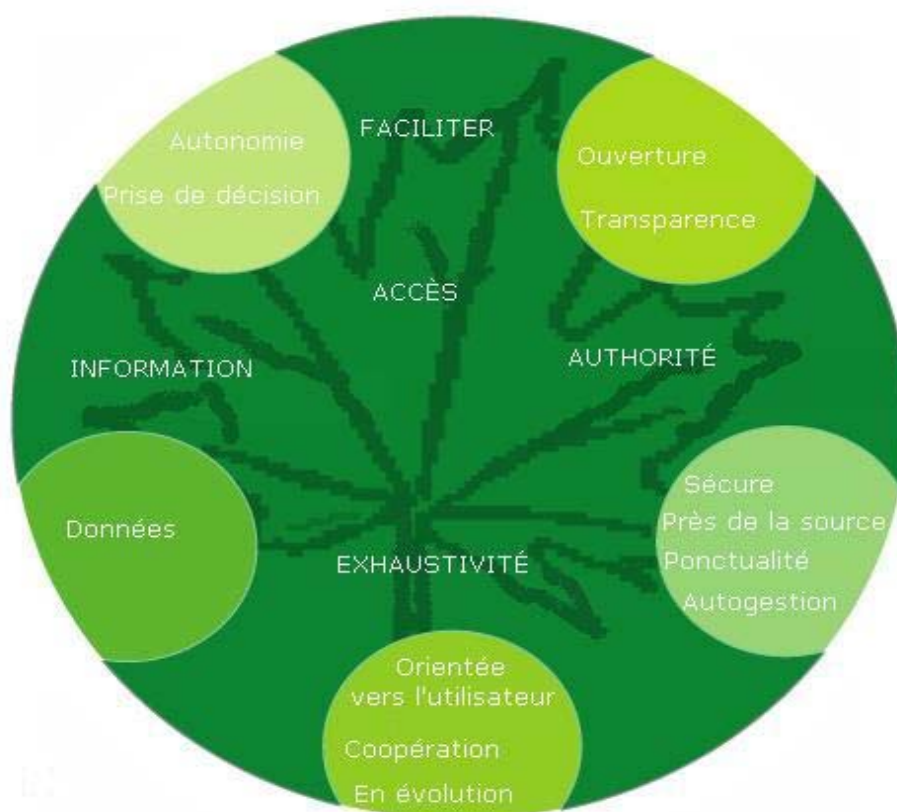 FACILITER
Autonomie
Prise de décision
Ouverture
Transparence
ACCÈS
INFORMATION
AUTHORITÉ
Données
Sécure
Près de la source
Ponctualité
Autogestion
EXHAUSTIVITÉ
Orientée
vers l'utilisateur
Coopération
En évolution